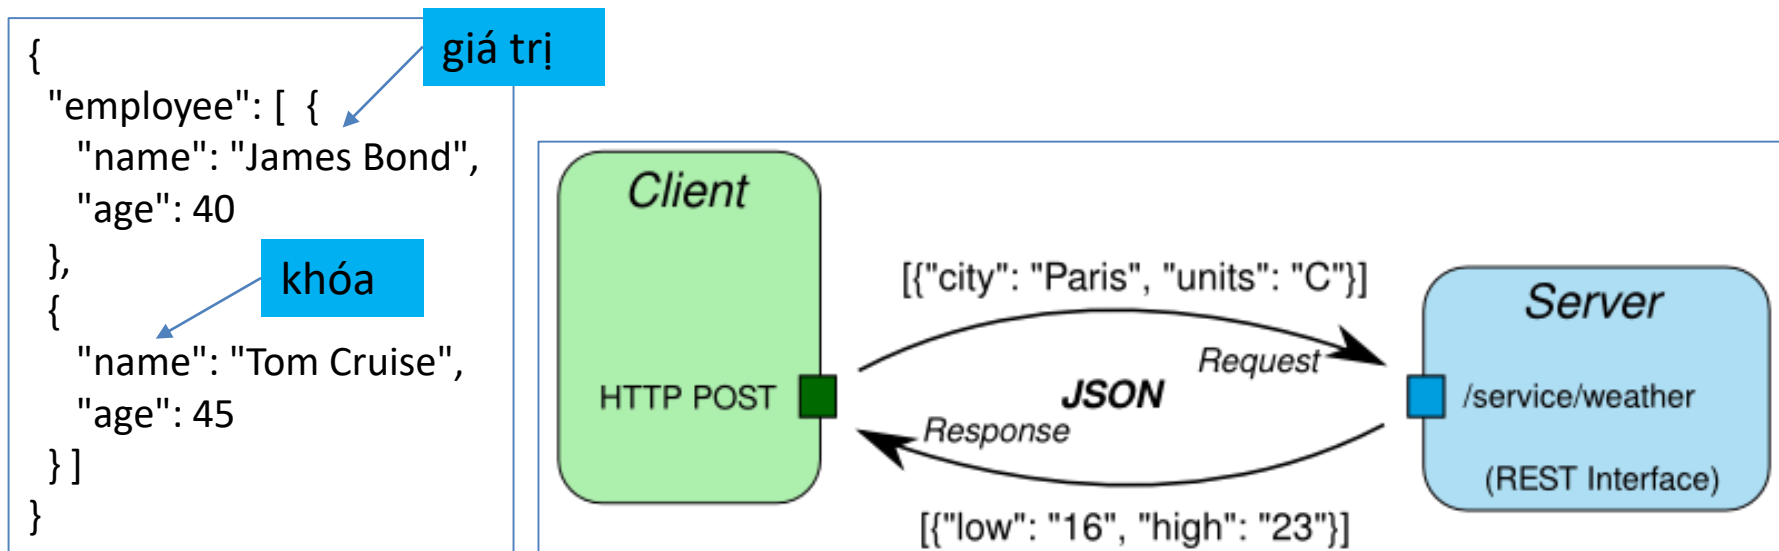 {
"employee": [ {
"name": "James Bond",
"age": 40
},
{
"name": "Tom Cruise",
"age": 45
} ]
}
giá trị
khóa
Client
HTTP POST
[{"city": "Paris", "units": "C"}]
Request
JSON
Response
[{"low": "16", "high": "23"}]
Server
/service/weather
(REST Interface)